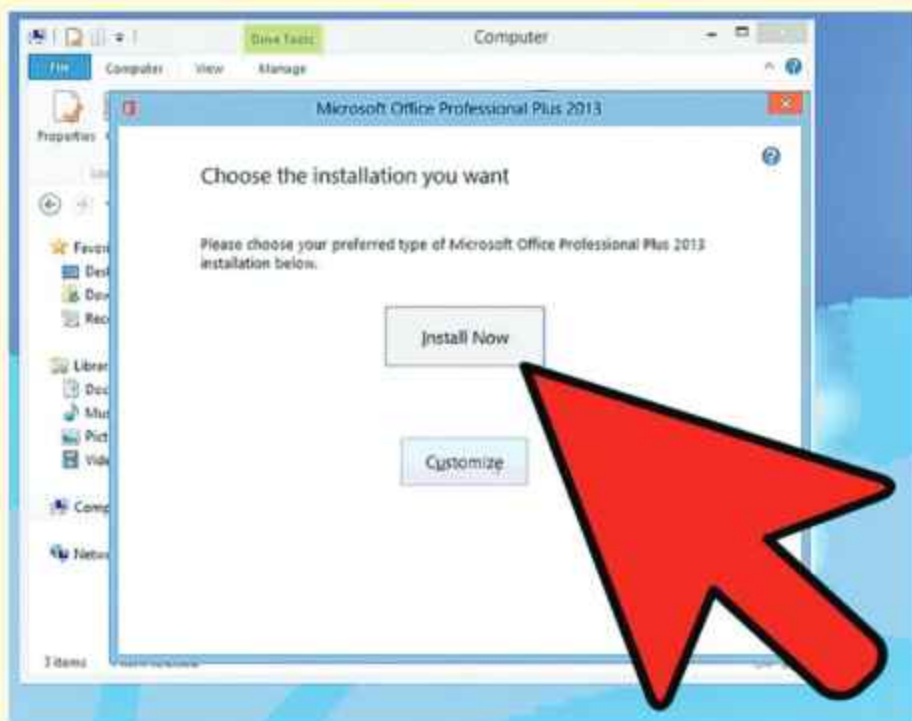 Drive Tools
Computer
File
Computer
View
Manage
Microsoft Office Professional Plus 2013
Properties
Choose the installation you want
Please choose your preferred type of Microsoft Office Professional Plus 2013
installation below.
Install Now
Customize
3 items